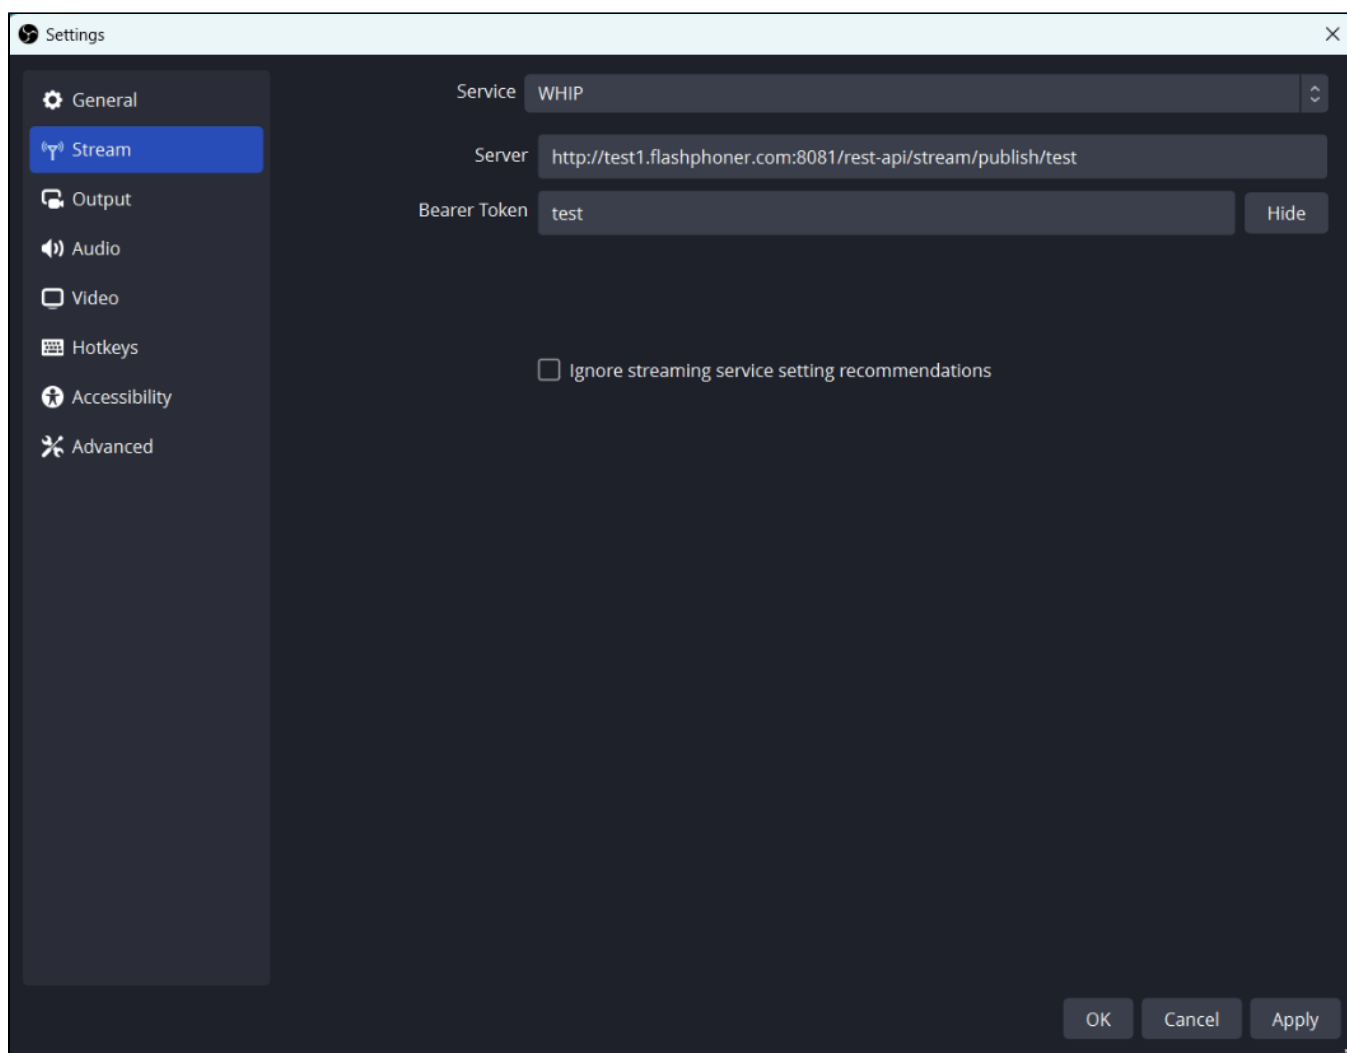 Settings
General
Stream
Output
Audio
Video
Hotkeys
Accessibility
Advanced
Service WHIP
Server http://test1.flashphoner.com:8081/rest-api/stream/publish/test
Bearer Token test Hide
Ignore streaming service setting recommendations
OK Cancel Apply